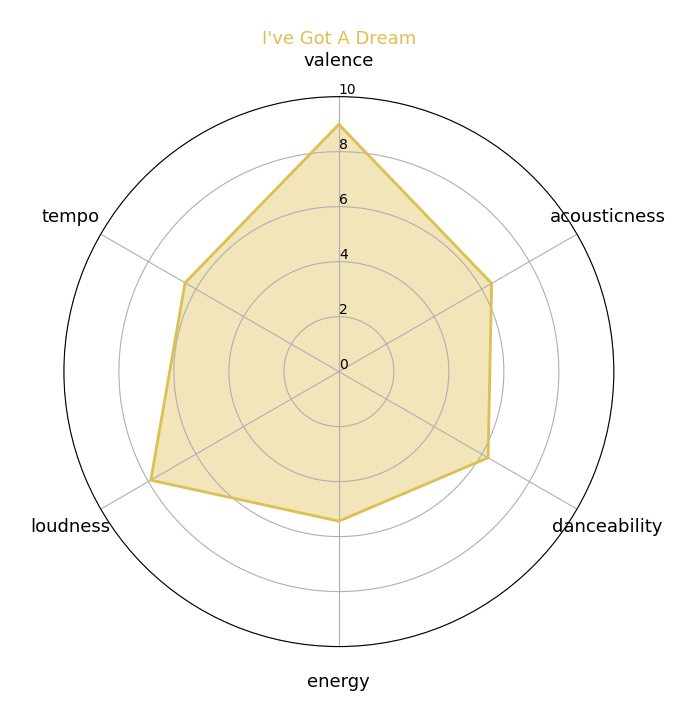 I've Got A Dream
valence
10
8
6
4
2
0
tempo
acousticness
loudness
danceability
energy